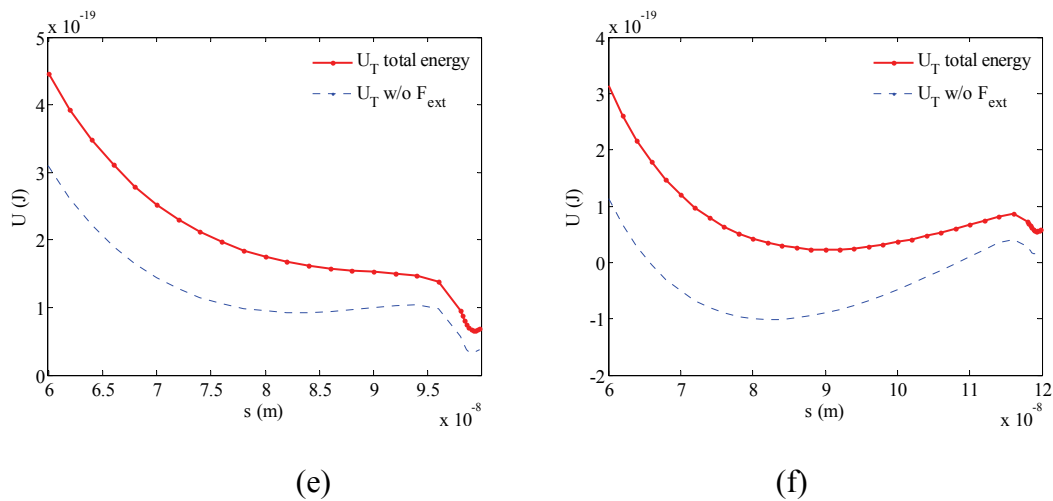 x 10^-19
5
4
3
2
1
0
U (J)
6 6.5 7 7.5 8 8.5 9 9.5
s (m)
x 10^-8
U_T total energy
U_T w/o F_ext
(e)
x 10^-19
4
3
2
1
0
-1
-2
U (J)
6 7 8 9 10 11 12
s (m)
x 10^-8
U_T total energy
U_T w/o F_ext
(f)